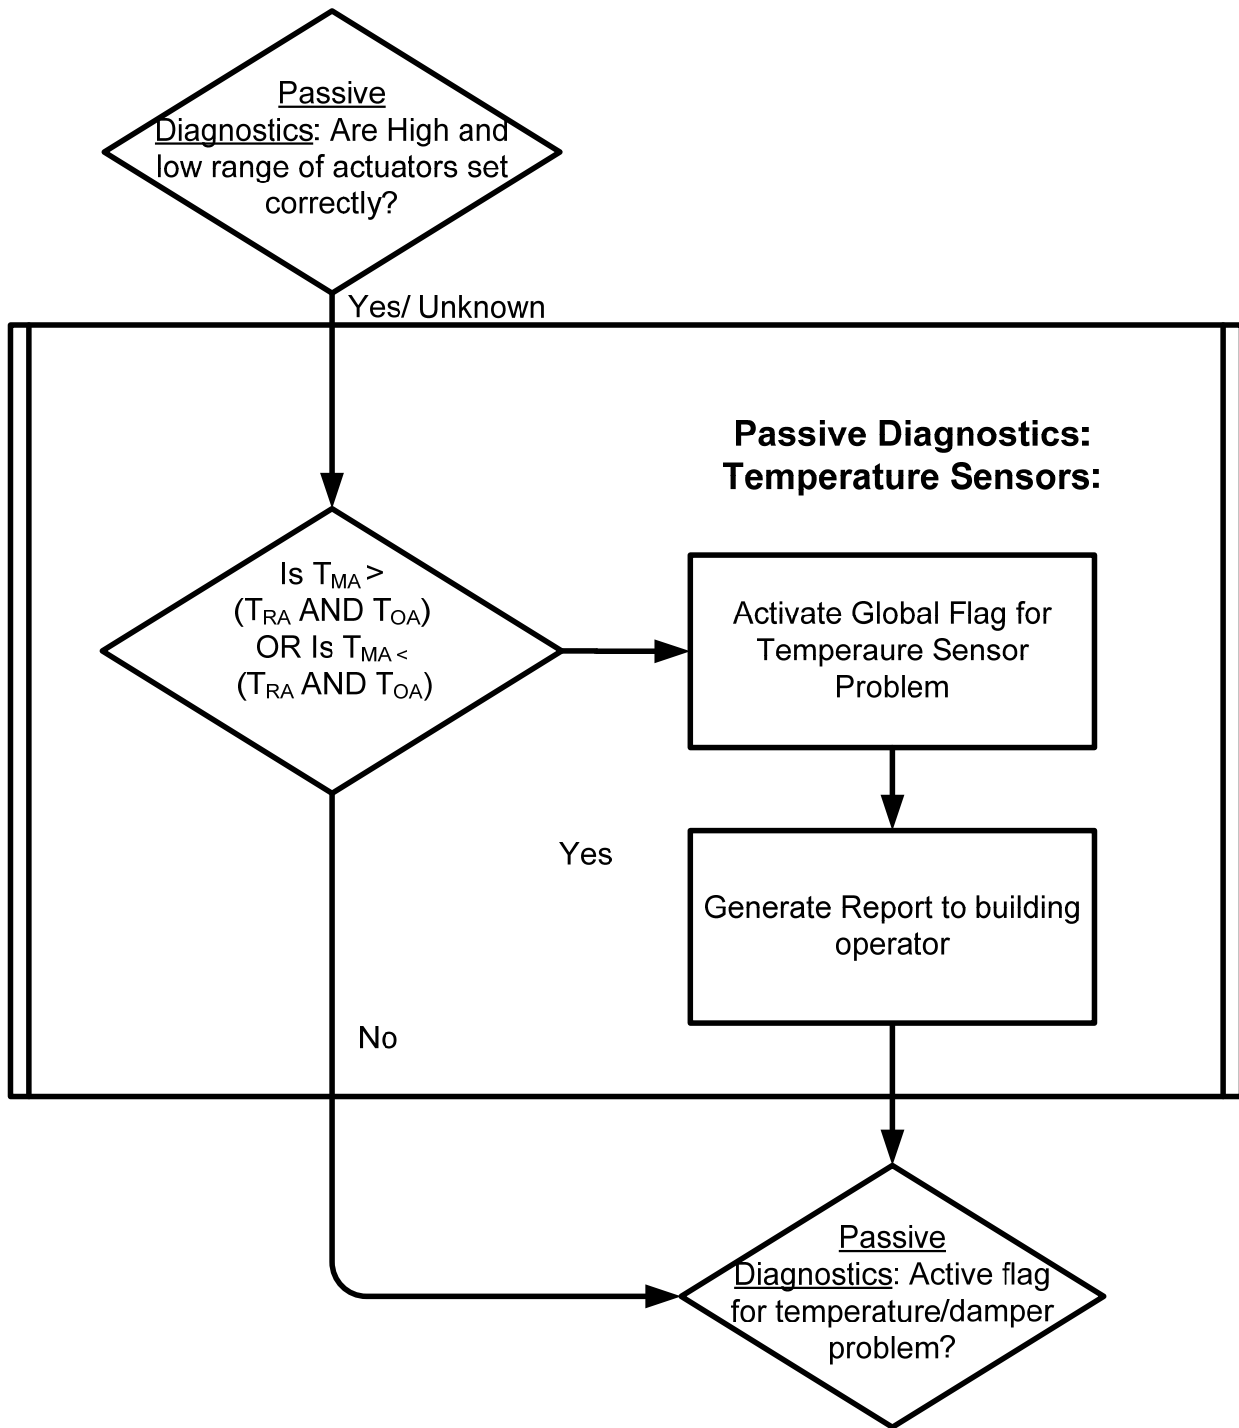 Passive
Diagnostics: Are High and
low range of actuators set
correctly?
Yes/ Unknown
Passive Diagnostics:
Temperature Sensors:
Is TMA >
(TRA AND TOA)
OR Is TMA <
(TRA AND TOA)
Activate Global Flag for
Temperaure Sensor
Problem
Yes
Generate Report to building
operator
No
Passive
Diagnostics: Active flag
for temperature/damper
problem?